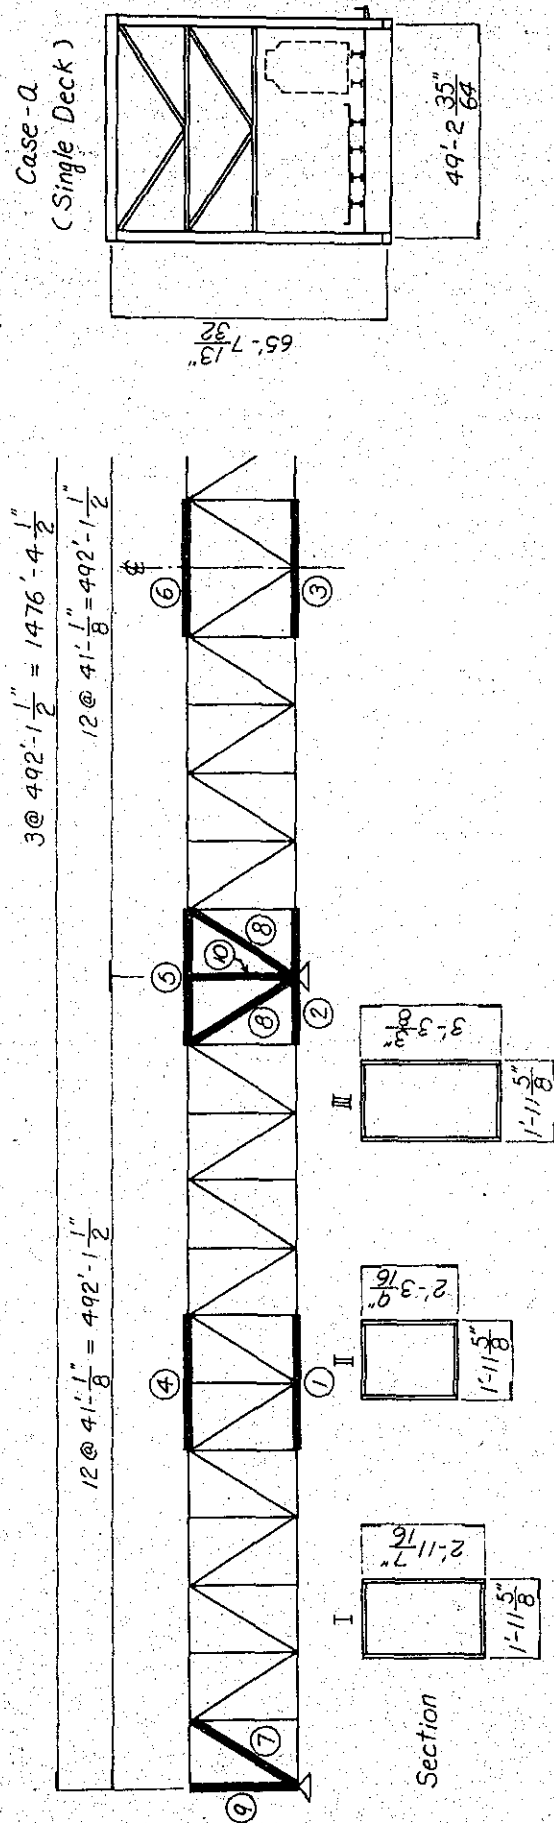 Case-a
(Single Deck)
65'-7 13/32"
49'-2 35/64"
3@ 492'-1 1/2" = 1476'-4 1/2"
12@ 41'-1/8" = 492'-1 1/2"
12@ 41'-1/8" = 492'-1 1/2"
℄
④ ⑤ ⑥
⑦ ⑧ ⑧ ⑨ ⑩
① ② ③
Section
I
2'-11 7/16"
1'-11 5/8"
II
2'-3 9/16"
1'-11 5/8"
III
3'-3 3/8"
1'-11 5/8"